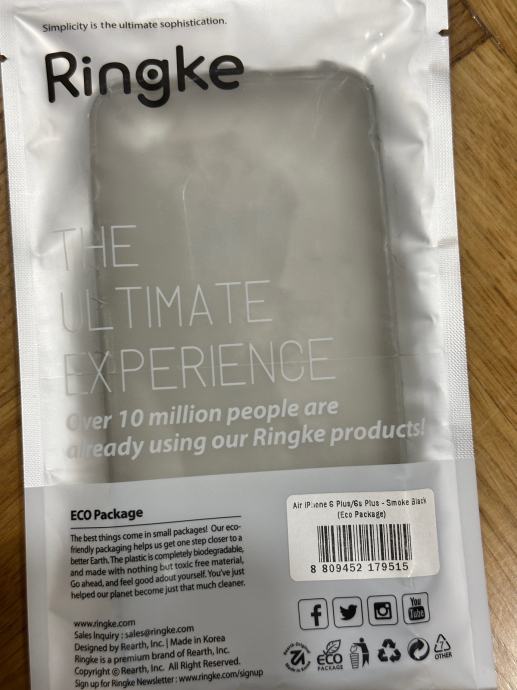 Simplicity is the ultimate sophistication.
Ringke
THE
ULTIMATE
EXPERIENCE
Over 10 million people are
already using our Ringke products!
ECO Package
The best things come in small packages! Our eco-
friendly packaging helps us get one step closer to a
better Earth. The plastic is completely biodegradable,
and made with nothing but toxic free material,
Go ahead, and feel good adout yourself. You've just
helped our planet become just that much cleaner.
Air iPhone 6 Plus/6s Plus - Smoke Black
(Eco Package)
8 809452 179515
www.ringke.com
Sales Inquiry : sales@ringke.com
Designed by Rearth, Inc. | Made in Korea
Ringke is a premium brand of Rearth, Inc.
Copyright © Rearth, Inc. All Right Reserved.
Sign up for Ringke Newsletter : www.ringke.com/signup
You
Tube
ECO
PACKAGE
OTHER